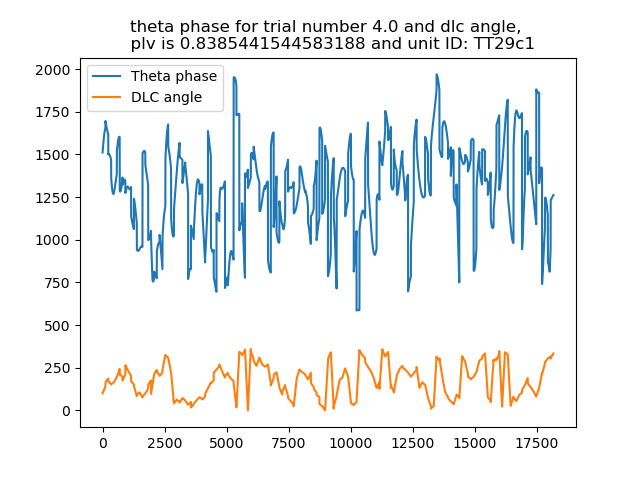 theta phase for trial number 4.0 and dlc angle,
plv is 0.8385441544583188 and unit ID: TT29c1
Theta phase
DLC angle
2000
1750
1500
1250
1000
750
500
250
0
0 2500 5000 7500 10000 12500 15000 17500